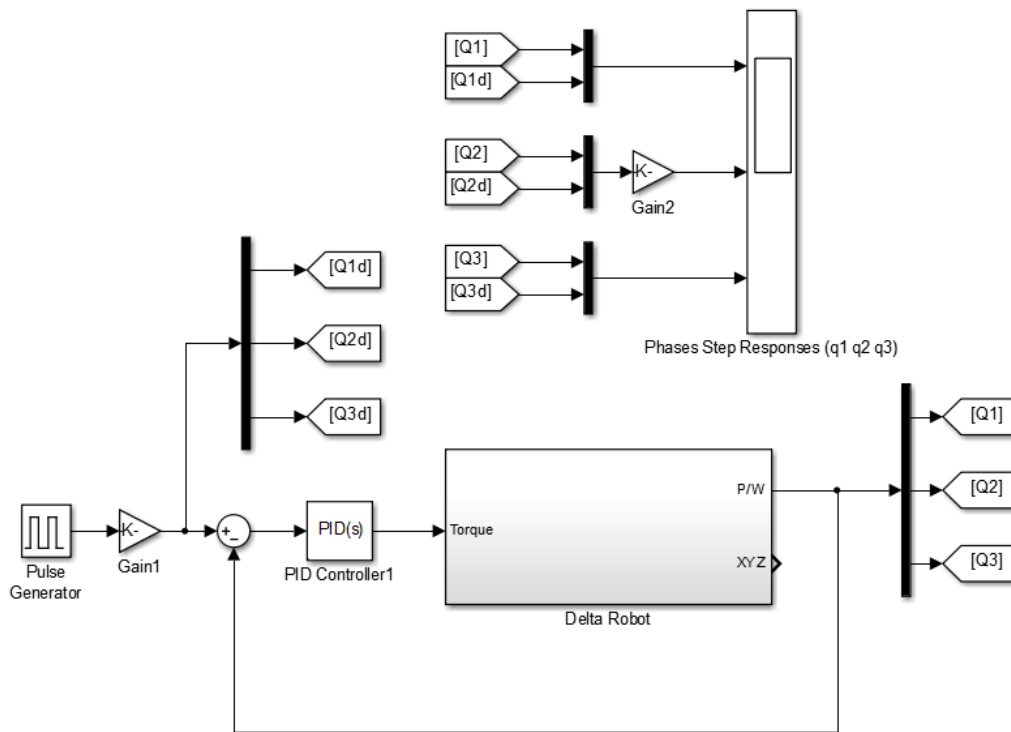 [Q1]
[Q1d]
[Q2]
[Q2d]
K-
Gain2
[Q3]
[Q3d]
Phases Step Responses (q1 q2 q3)
[Q1d]
[Q2d]
[Q3d]
Pulse
Generator
K-
Gain1
+
−
PID(s)
PID Controller1
Torque
P/W
XYZ
Delta Robot
[Q1]
[Q2]
[Q3]